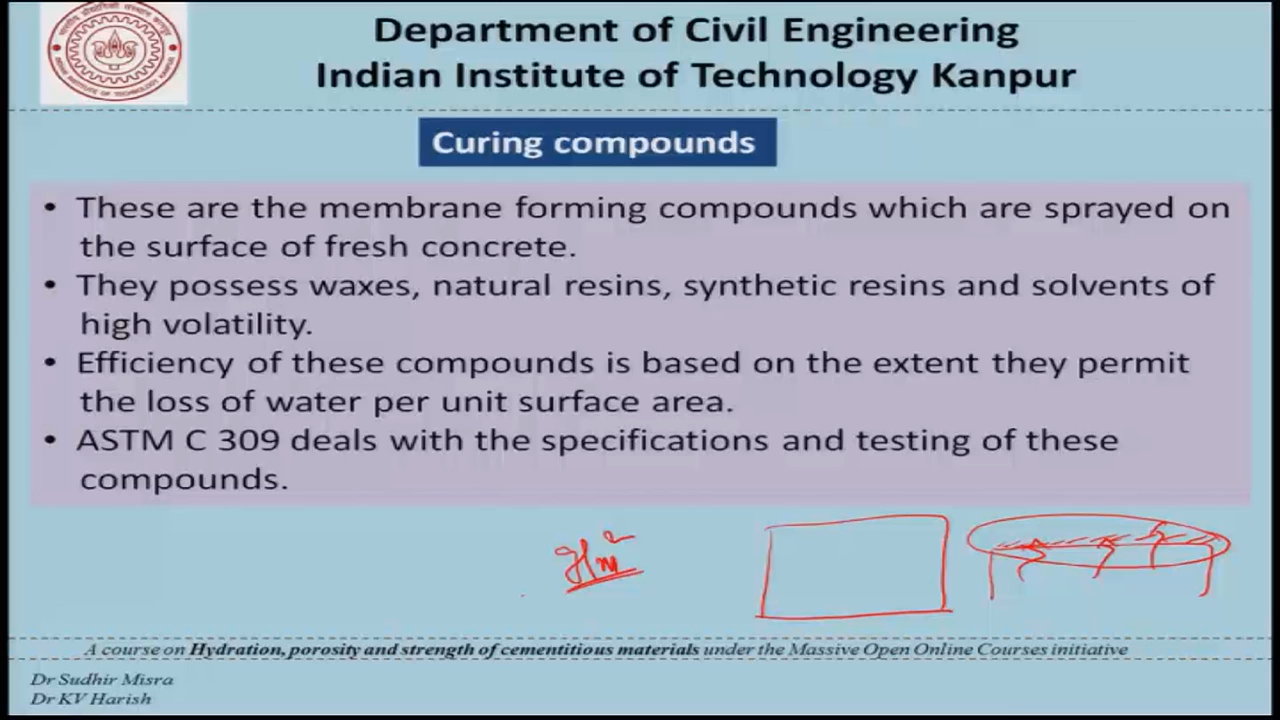 Department of Civil Engineering
Indian Institute of Technology Kanpur
Curing compounds
• These are the membrane forming compounds which are sprayed on
the surface of fresh concrete.
• They possess waxes, natural resins, synthetic resins and solvents of
high volatility.
• Efficiency of these compounds is based on the extent they permit
the loss of water per unit surface area.
• ASTM C 309 deals with the specifications and testing of these
compounds.
A course on Hydration, porosity and strength of cementitious materials under the Massive Open Online Courses initiative
Dr Sudhir Misra
Dr KV Harish